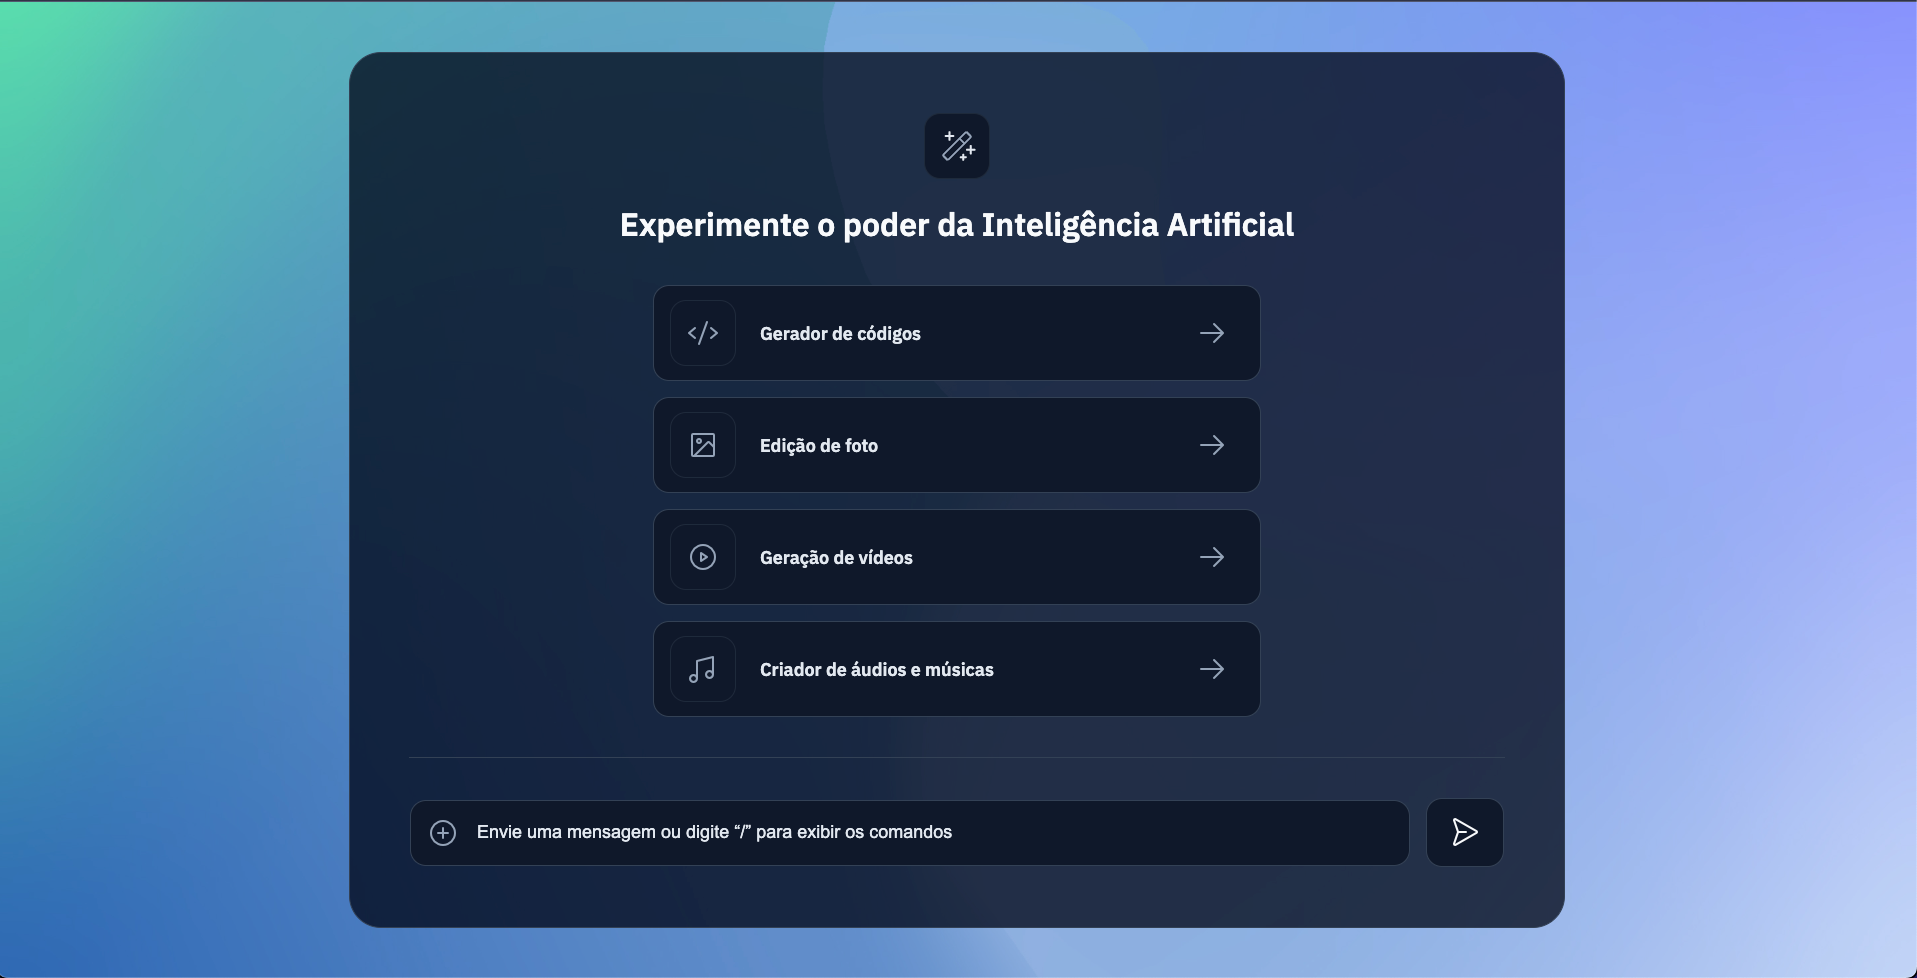 Experimente o poder da Inteligência Artificial
Gerador de códigos
Edição de foto
Geração de vídeos
Criador de áudios e músicas
Envie uma mensagem ou digite “/” para exibir os comandos